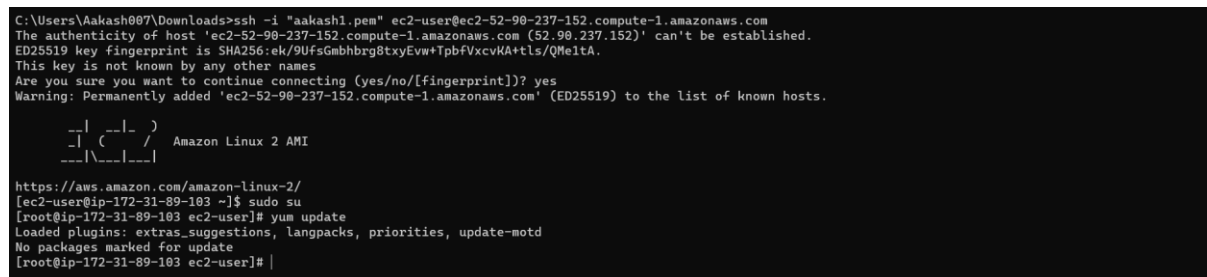 C:\Users\Aakash007\Downloads>ssh -i "aakash1.pem" ec2-user@ec2-52-90-237-152.compute-1.amazonaws.com
The authenticity of host 'ec2-52-90-237-152.compute-1.amazonaws.com (52.90.237.152)' can't be established.
ED25519 key fingerprint is SHA256:ek/9UfsGmbhbrg8txyEvw+TpbfVxcvKA+tls/QMe1tA.
This key is not known by any other names
Are you sure you want to continue connecting (yes/no/[fingerprint])? yes
Warning: Permanently added 'ec2-52-90-237-152.compute-1.amazonaws.com' (ED25519) to the list of known hosts.
       __|  __|_  )
       _|  (     /   Amazon Linux 2 AMI
      ___|\___|___|
https://aws.amazon.com/amazon-linux-2/
[ec2-user@ip-172-31-89-103 ~]$ sudo su
[root@ip-172-31-89-103 ec2-user]# yum update
Loaded plugins: extras_suggestions, langpacks, priorities, update-motd
No packages marked for update
[root@ip-172-31-89-103 ec2-user]#